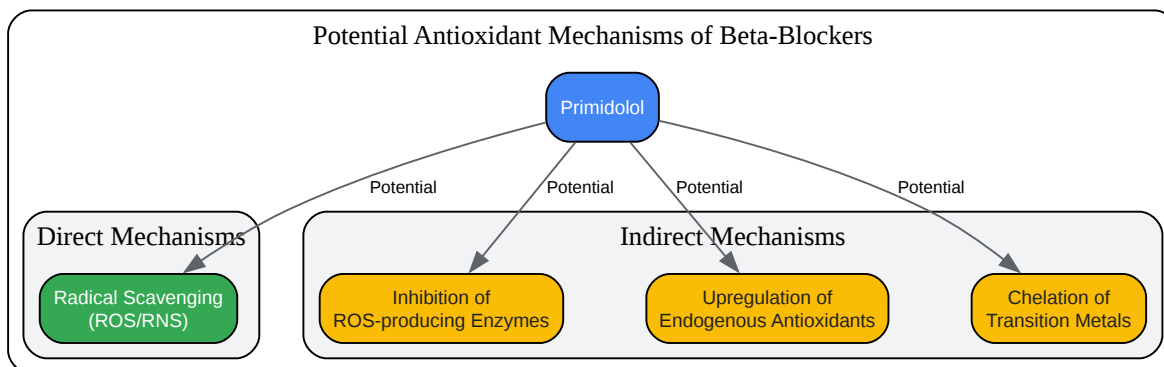 Potential Antioxidant Mechanisms of Beta-Blockers
Primidolol
Potential
Potential
Potential
Potential
Direct Mechanisms
Indirect Mechanisms
Radical Scavenging
(ROS/RNS)
Inhibition of
ROS-producing Enzymes
Upregulation of
Endogenous Antioxidants
Chelation of
Transition Metals